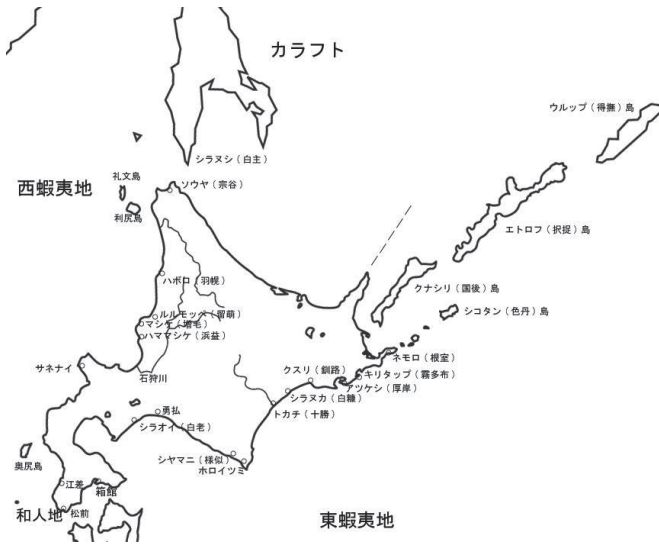 カラフト
ウルップ（得撫）島
シラヌシ（白主）
礼文島
西蝦夷地
ソウヤ（宗谷）
利尻島
エトロフ（択捉）島
ハボロ（羽幌）
クナシリ（国後）島
シコタン（色丹）島
ルルモッペ（留萌）
マシケ（増毛）
ハママシケ（浜益）
ネモロ（根室）
サネナイ
石狩川
クスリ（釧路）
キリタップ（霧多布）
アツケシ（厚岸）
シラヌカ（白糠）
トカチ（十勝）
勇払
シラオイ（白老）
シヤマニ（様似）
ホロイツミ
奥尻島
江差
箱館
和人地
松前
東蝦夷地